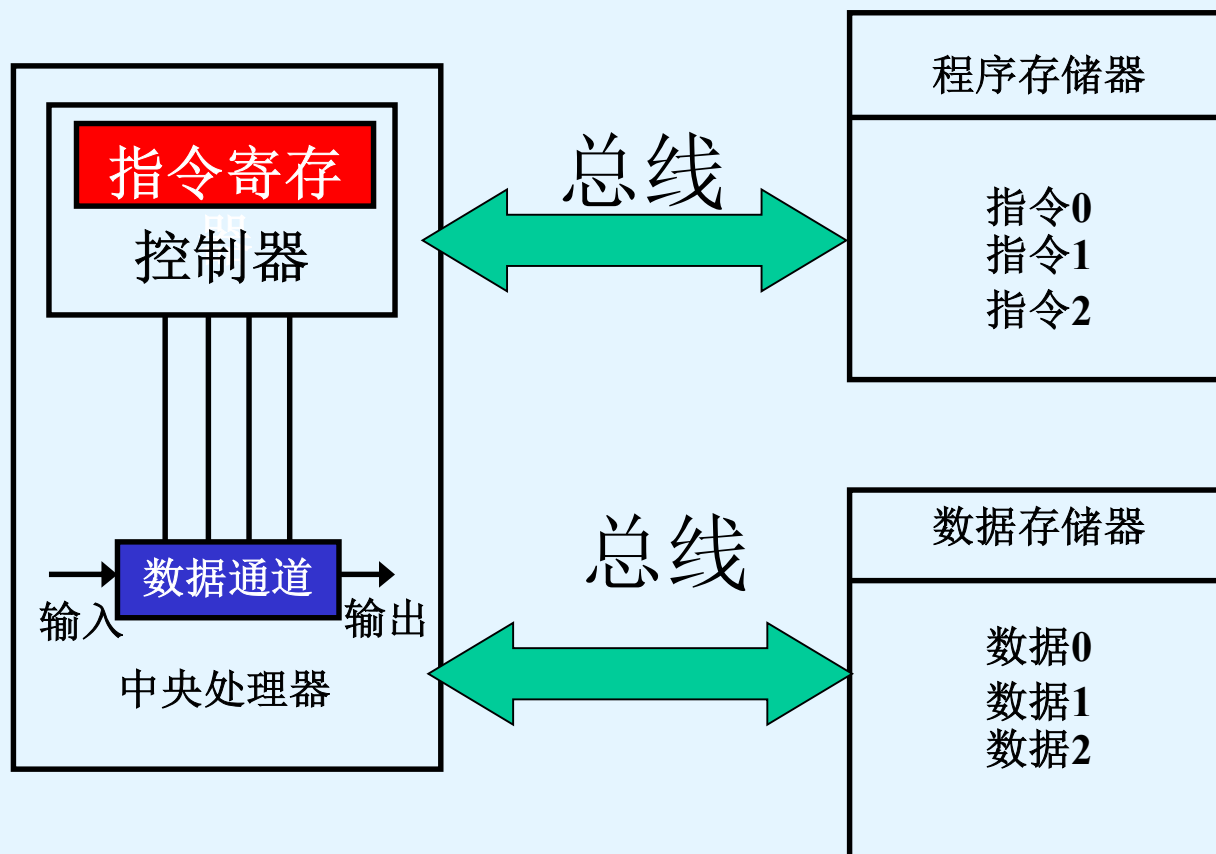 指令寄存
器
控制器
数据通道
输入
输出
中央处理器
总线
总线
程序存储器
指令0
指令1
指令2
数据存储器
数据0
数据1
数据2